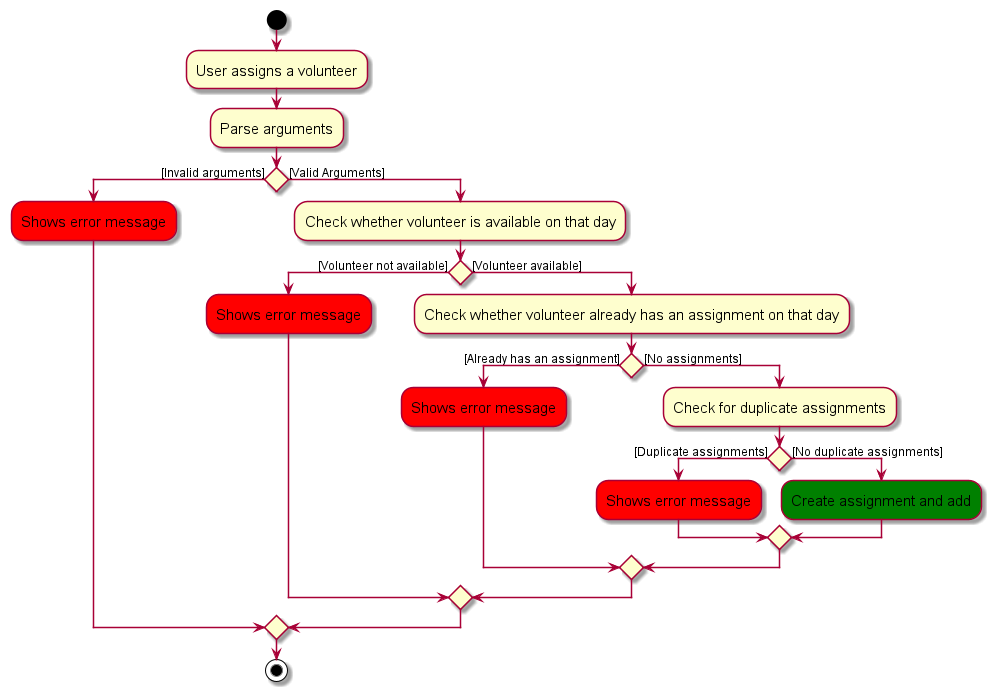 User assigns a volunteer
Parse arguments
[Invalid arguments]
[Valid Arguments]
Shows error message
Check whether volunteer is available on that day
[Volunteer not available]
[Volunteer available]
Shows error message
Check whether volunteer already has an assignment on that day
[Already has an assignment]
[No assignments]
Shows error message
Check for duplicate assignments
[Duplicate assignments]
[No duplicate assignments]
Shows error message
Create assignment and add